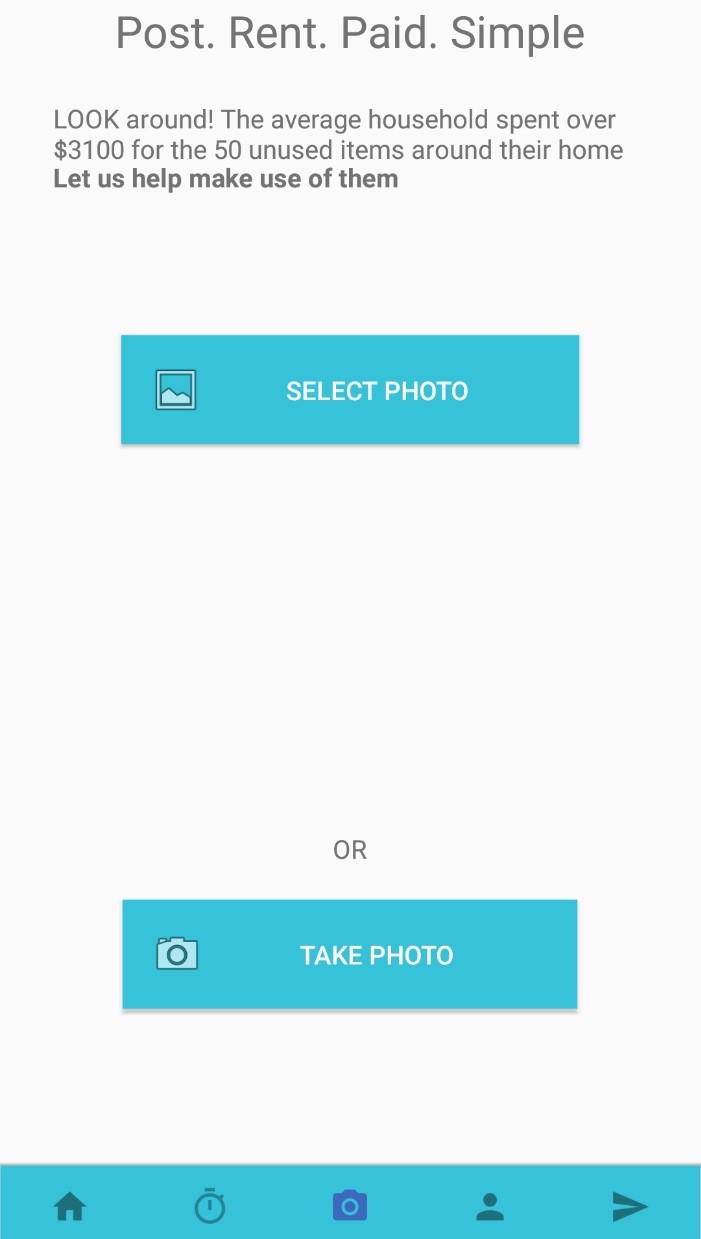 Post. Rent. Paid. Simple
LOOK around! The average household spent over
$3100 for the 50 unused items around their home
Let us help make use of them
SELECT PHOTO
OR
TAKE PHOTO